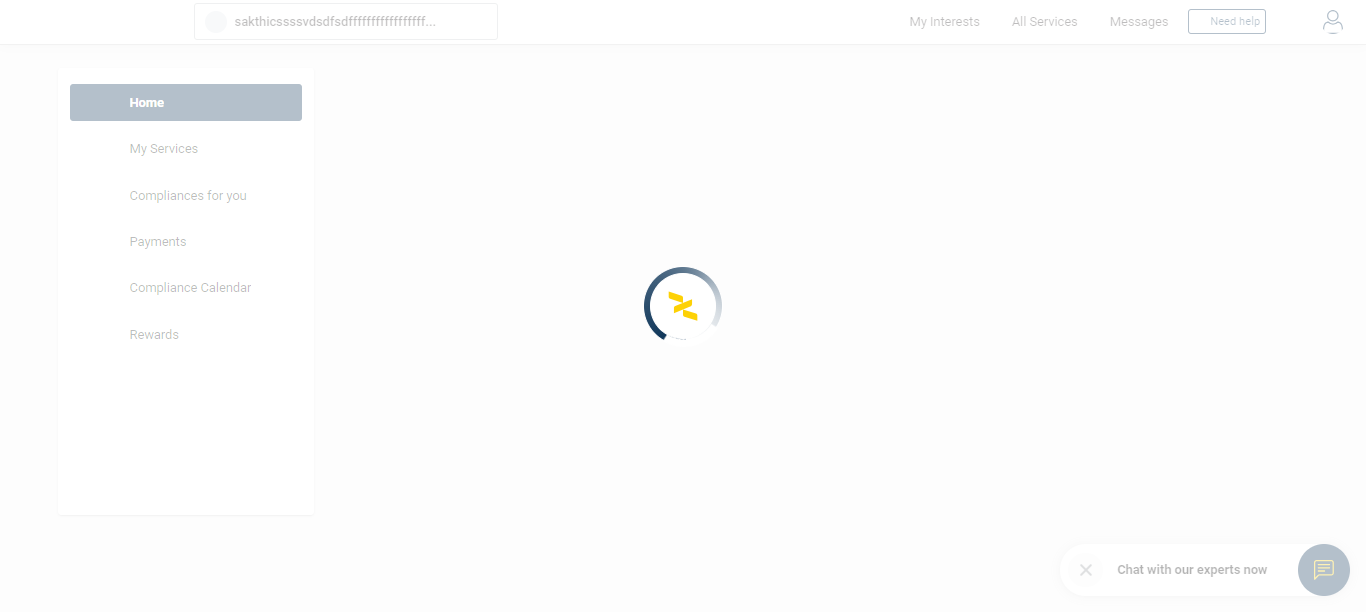 sakthicssssvdsdfsdfffffffffffffffff...
My Interests
All Services
Messages
Need help
Home
My Services
Compliances for you
Payments
Compliance Calendar
Rewards
Chat with our experts now